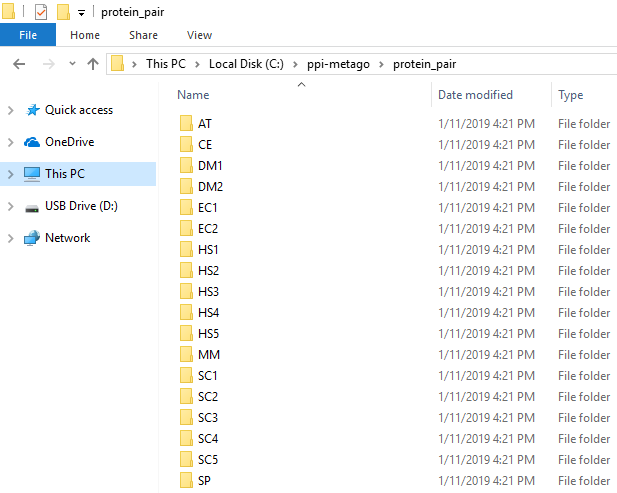 protein_pair
File Home Share View
This PC Local Disk (C:) ppi-metago protein_pair
Quick access
OneDrive
This PC
USB Drive (D:)
Network
Name Date modified Type
AT 1/11/2019 4:21 PM File folder
CE 1/11/2019 4:21 PM File folder
DM1 1/11/2019 4:21 PM File folder
DM2 1/11/2019 4:21 PM File folder
EC1 1/11/2019 4:21 PM File folder
EC2 1/11/2019 4:21 PM File folder
HS1 1/11/2019 4:21 PM File folder
HS2 1/11/2019 4:21 PM File folder
HS3 1/11/2019 4:21 PM File folder
HS4 1/11/2019 4:21 PM File folder
HS5 1/11/2019 4:21 PM File folder
MM 1/11/2019 4:21 PM File folder
SC1 1/11/2019 4:21 PM File folder
SC2 1/11/2019 4:21 PM File folder
SC3 1/11/2019 4:21 PM File folder
SC4 1/11/2019 4:21 PM File folder
SC5 1/11/2019 4:21 PM File folder
SP 1/11/2019 4:21 PM File folder